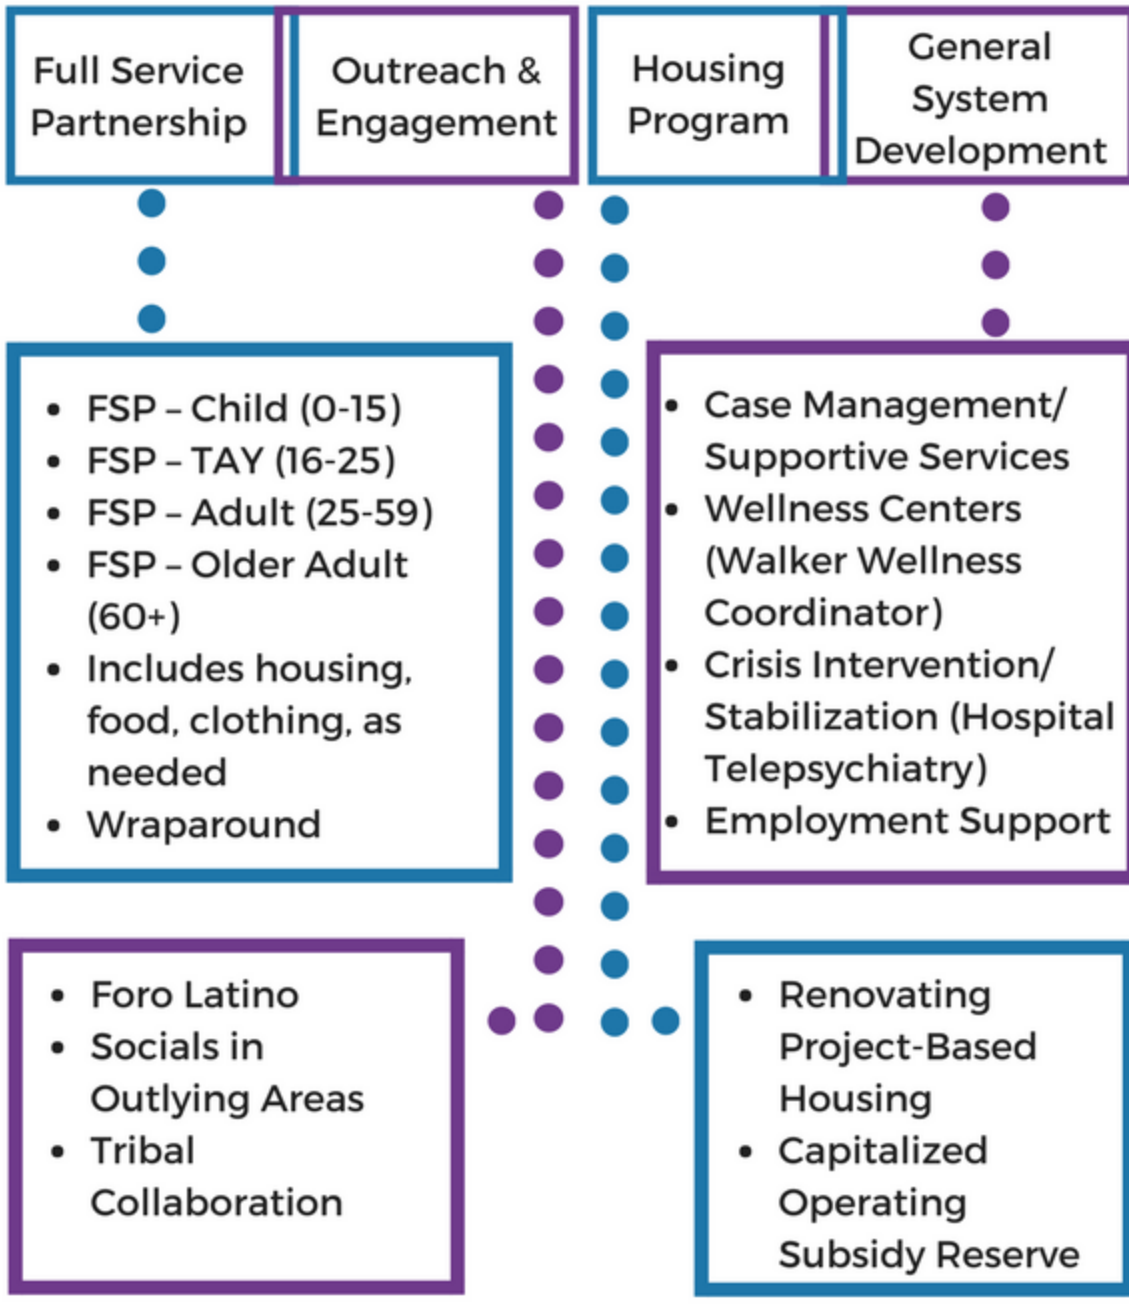 Full Service
Partnership
Outreach &
Engagement
Housing
Program
General
System
Development
• FSP – Child (0-15)
• FSP – TAY (16-25)
• FSP – Adult (25-59)
• FSP – Older Adult
(60+)
• Includes housing,
food, clothing, as
needed
• Wraparound
• Case Management/
Supportive Services
• Wellness Centers
(Walker Wellness
Coordinator)
• Crisis Intervention/
Stabilization (Hospital
Telepsychiatry)
• Employment Support
• Foro Latino
• Socials in
Outlying Areas
• Tribal
Collaboration
• Renovating
Project-Based
Housing
• Capitalized
Operating
Subsidy Reserve